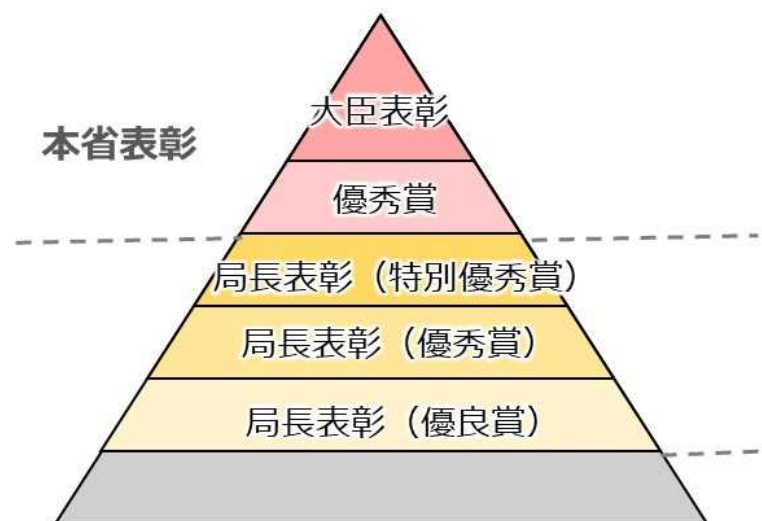 大臣表彰
本省表彰
優秀賞
局長表彰（特別優秀賞）
局長表彰（優秀賞）
局長表彰（優良賞）